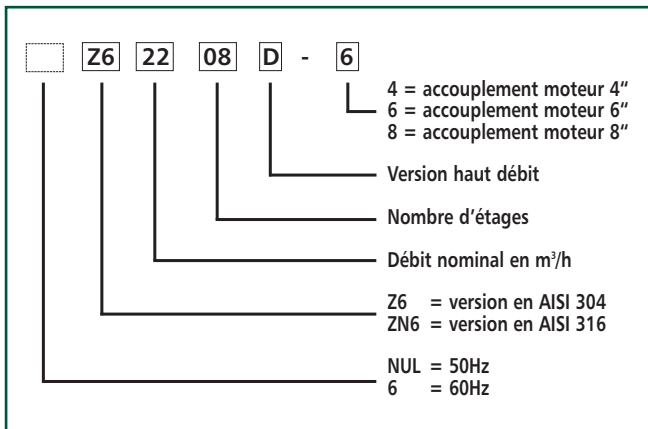 Z6 22 08 D - 6
4 = accouplement moteur 4“
6 = accouplement moteur 6“
8 = accouplement moteur 8“
Version haut débit
Nombre d’étages
Débit nominal en m³/h
Z6 = version en AISI 304
ZN6 = version en AISI 316
NUL = 50Hz
6 = 60Hz